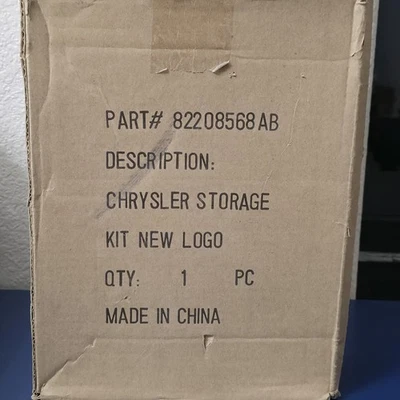 PART# 82208568AB
DESCRIPTION:
CHRYSLER STORAGE
KIT NEW LOGO
QTY: 1 PC
MADE IN CHINA